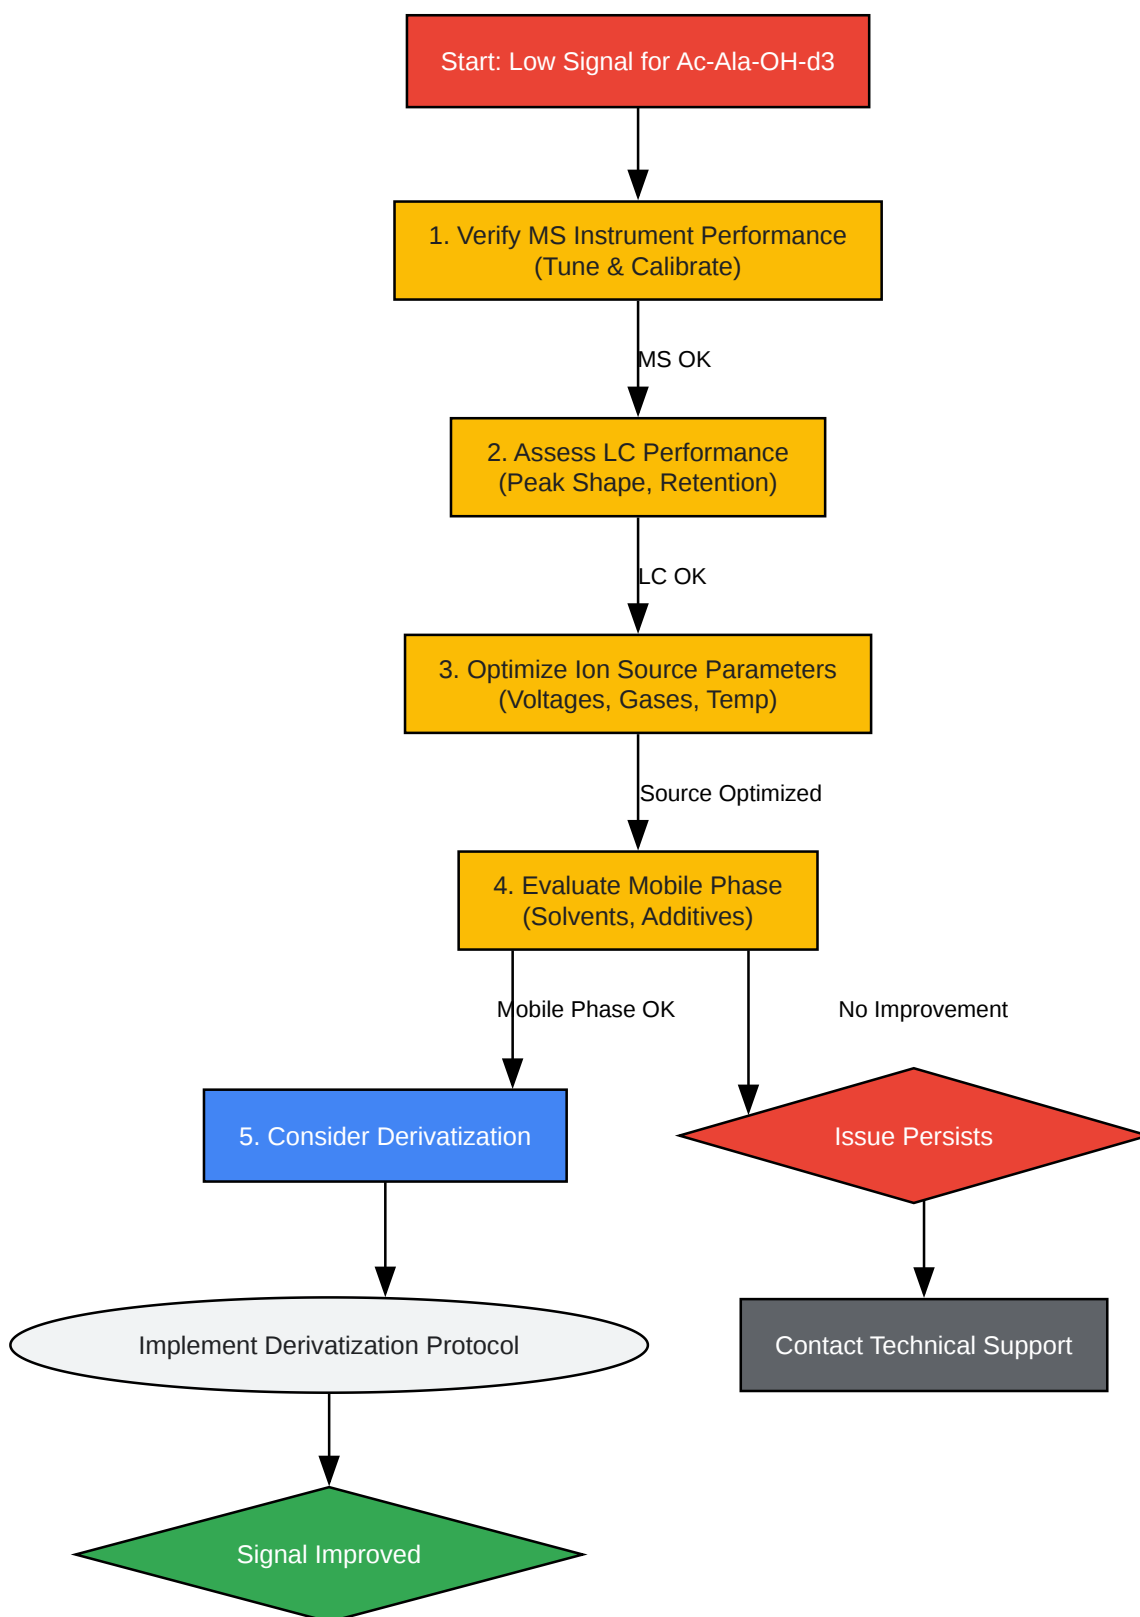 Start: Low Signal for Ac-Ala-OH-d3
1. Verify MS Instrument Performance
(Tune & Calibrate)
MS OK
2. Assess LC Performance
(Peak Shape, Retention)
LC OK
3. Optimize Ion Source Parameters
(Voltages, Gases, Temp)
Source Optimized
4. Evaluate Mobile Phase
(Solvents, Additives)
Mobile Phase OK
No Improvement
5. Consider Derivatization
Issue Persists
Implement Derivatization Protocol
Contact Technical Support
Signal Improved